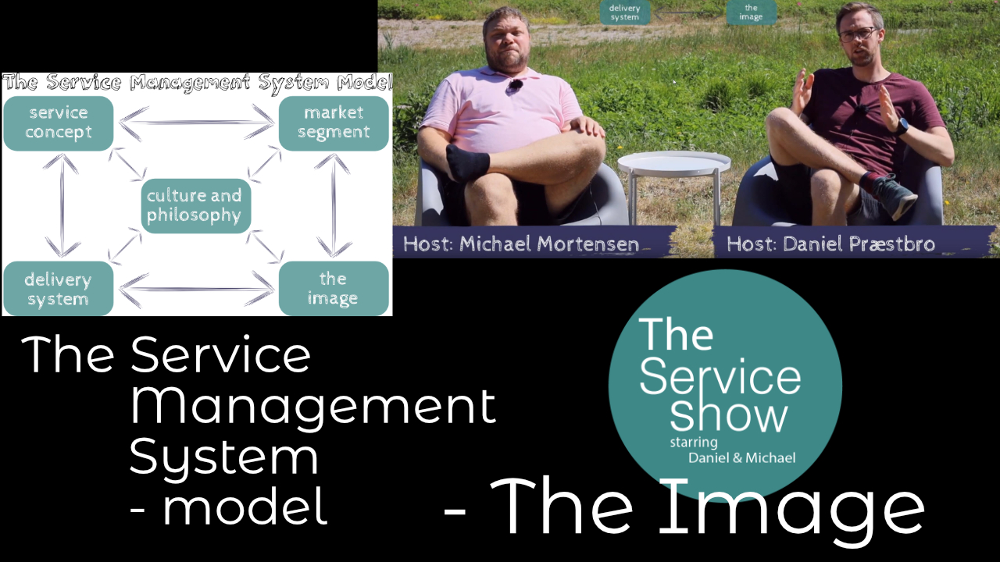 The Service Management System Model
service
concept
market
segment
culture and
philosophy
delivery
system
the
image
delivery
system
the
image
Host: Michael Mortensen
Host: Daniel Præstbro
The Service
Management
System
- model
The
Service
Show
starring
Daniel & Michael
- The Image